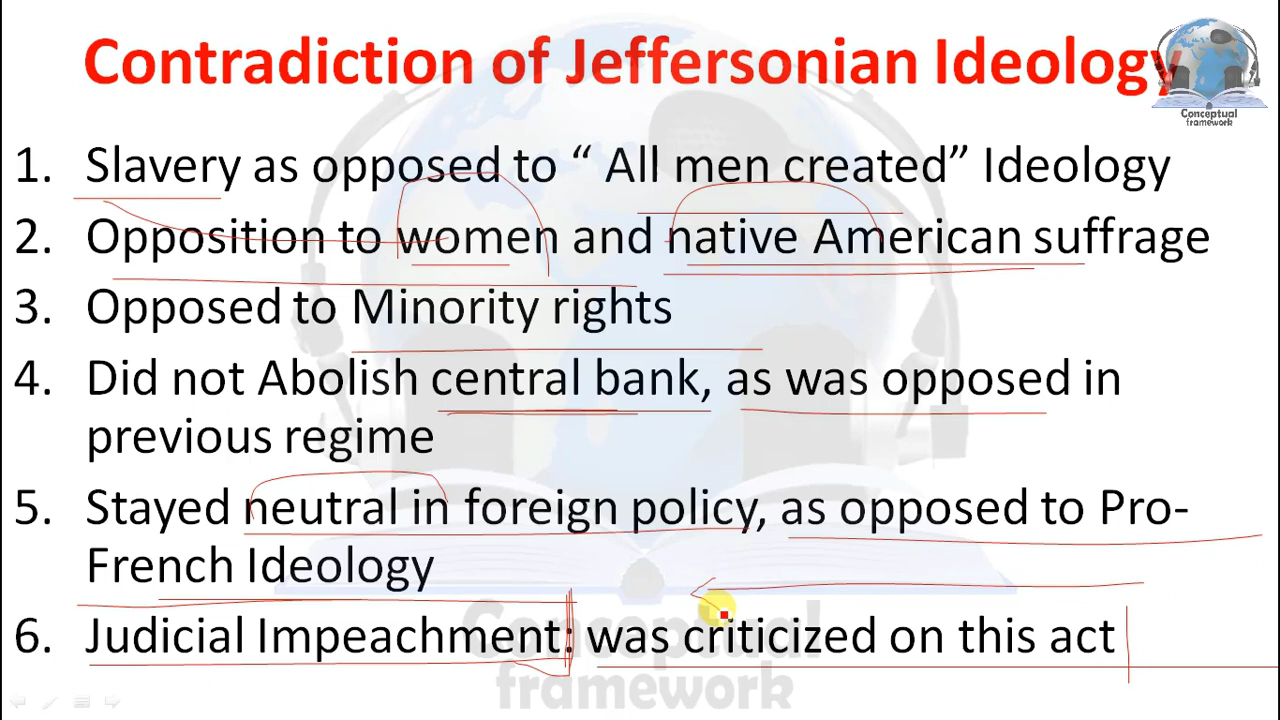 Contradiction of Jeffersonian Ideology
Conceptual
framework
1. Slavery as opposed to “ All men created” Ideology
2. Opposition to women and native American suffrage
3. Opposed to Minority rights
4. Did not Abolish central bank, as was opposed in
previous regime
5. Stayed neutral in foreign policy, as opposed to Pro-
French Ideology
6. Judicial Impeachment: was criticized on this act
Conceptual
framework